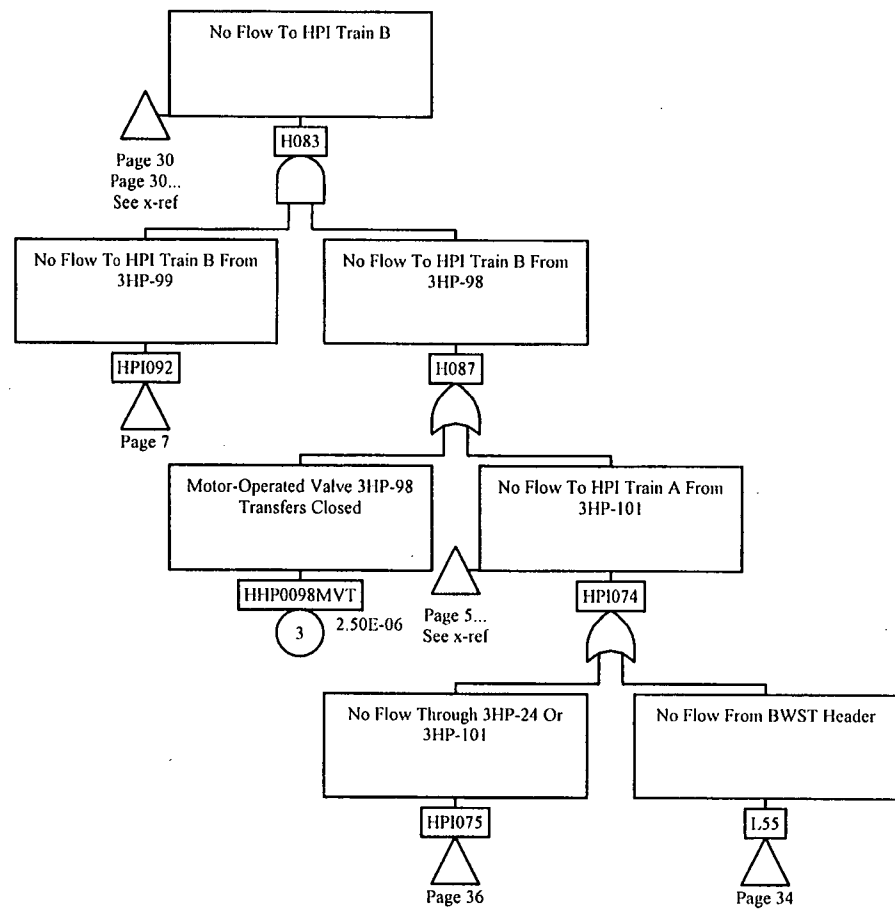 No Flow To HPI Train B
H083
Page 30
Page 30...
See x-ref
No Flow To HPI Train B From
3HP-99
HPI092
Page 7
No Flow To HPI Train B From
3HP-98
H087
Motor-Operated Valve 3HP-98
Transfers Closed
HHP0098MVT
3
2.50E-06
No Flow To HPI Train A From
3HP-101
Page 5...
See x-ref
HPI074
No Flow Through 3HP-24 Or
3HP-101
HPI075
Page 36
No Flow From BWST Header
L55
Page 34